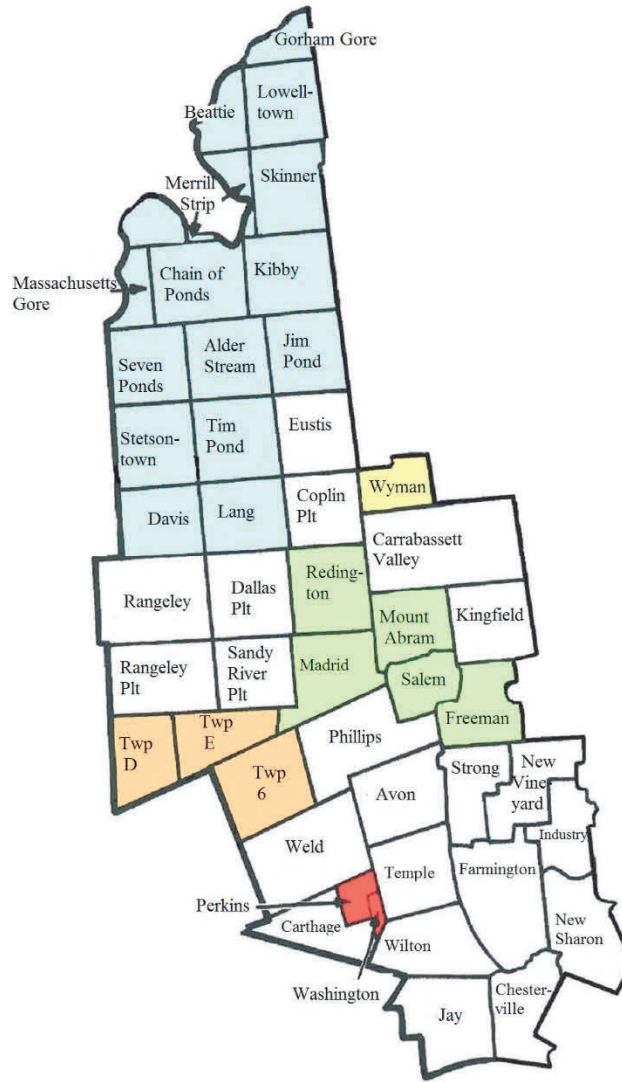 Gorham Gore
Lowell-
town
Beattie
Skinner
Merrill
Strip
Massachusetts
Gore
Chain of
Ponds
Kibby
Seven
Ponds
Alder
Stream
Jim
Pond
Stetson-
town
Tim
Pond
Eustis
Wyman
Davis
Lang
Coplin
Plt
Carrabassett
Valley
Rangeley
Dallas
Plt
Reding-
ton
Mount
Abram
Kingfield
Rangeley
Plt
Sandy
River
Plt
Madrid
Salem
Freeman
Twp
D
Twp
E
Twp
6
Phillips
Strong
New
Vine-
yard
Avon
Industry
Weld
Temple
Farmington
Perkins
Carthage
Wilton
New
Sharon
Washington
Jay
Chester-
ville